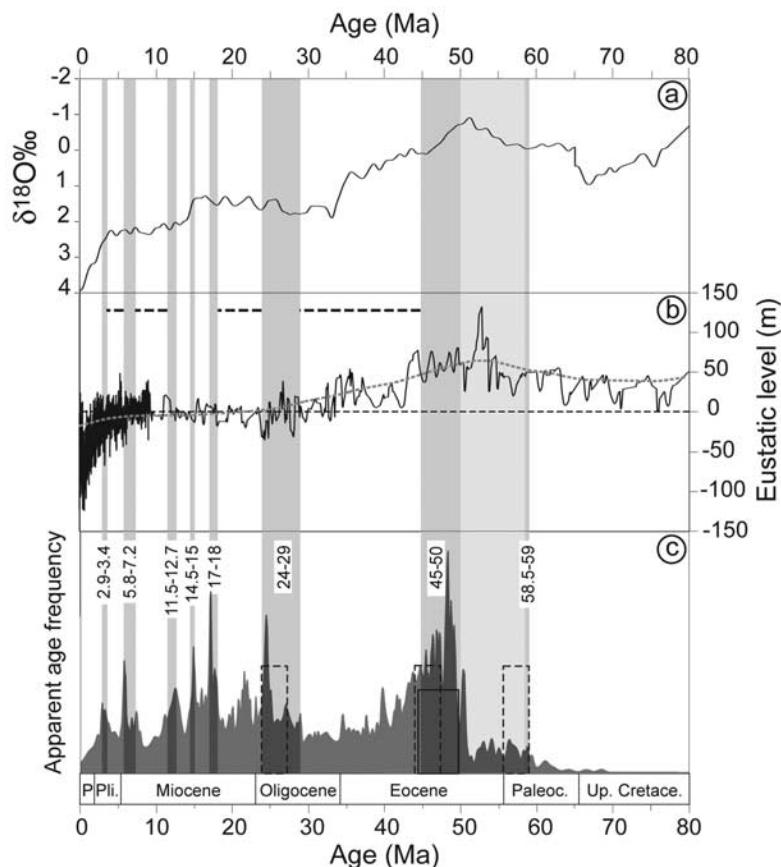 Age (Ma)
0 10 20 30 40 50 60 70 80
-2
-1
0
1
2
3
4
δ18O‰
a
150
100
50
0
-50
-100
-150
Eustatic level (m)
b
c
Apparent age frequency
2.9-3.4
5.8-7.2
11.5-12.7
14.5-15
17-18
24-29
45-50
58.5-59
P Pli. Miocene Oligocene Eocene Paleoc. Up. Cretace.
0 10 20 30 40 50 60 70 80
Age (Ma)